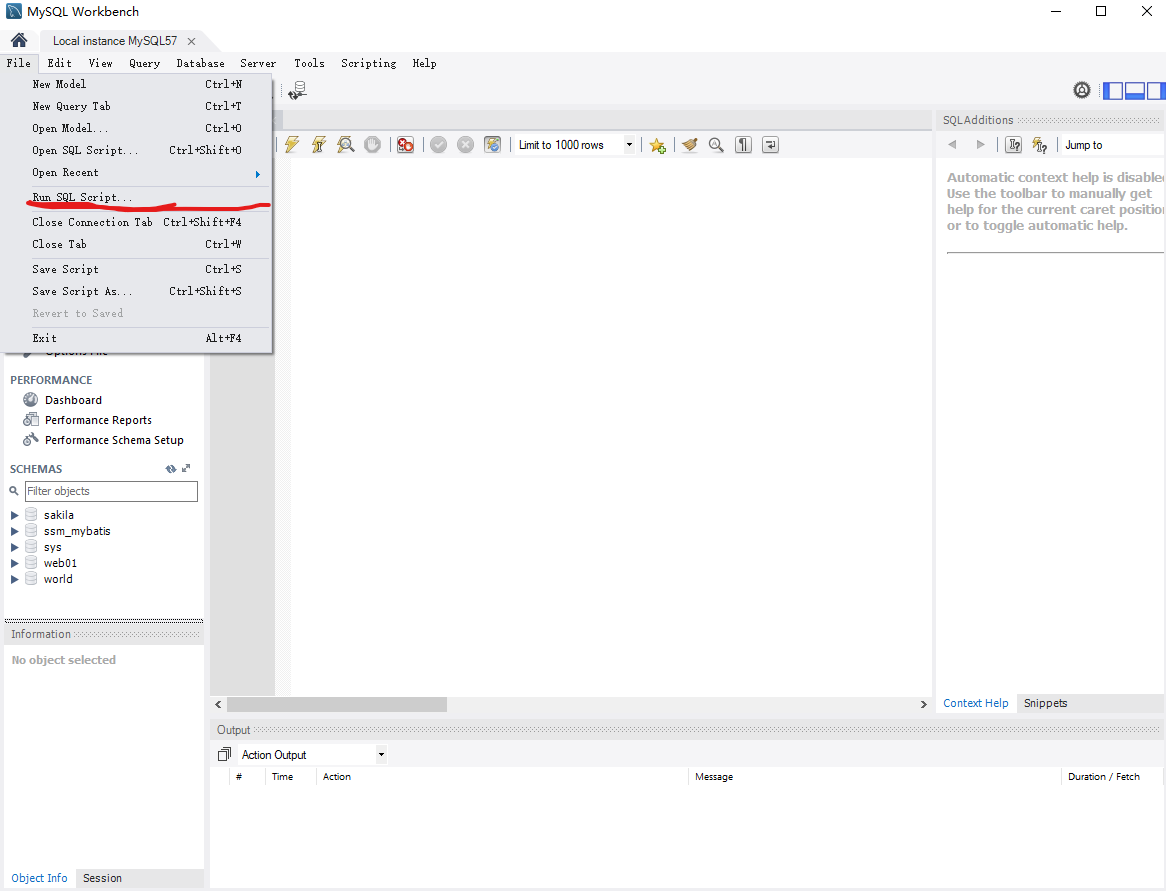 MySQL Workbench
Local instance MySQL57
File Edit View Query Database Server Tools Scripting Help
New Model Ctrl+N
New Query Tab Ctrl+T
Open Model... Ctrl+O
Open SQL Script... Ctrl+Shift+O
Open Recent
Run SQL Script...
Close Connection Tab Ctrl+Shift+F4
Close Tab Ctrl+W
Save Script Ctrl+S
Save Script As... Ctrl+Shift+S
Revert to Saved
Exit Alt+F4
Options File
PERFORMANCE
Dashboard
Performance Reports
Performance Schema Setup
SCHEMAS
Filter objects
sakila
ssm_mybatis
sys
web01
world
Information
No object selected
Object Info Session
Limit to 1000 rows
Output
Action Output
# Time Action Message Duration / Fetch
SQLAdditions
Jump to
Automatic context help is disabled
Use the toolbar to manually get
help for the current caret position
or to toggle automatic help.
Context Help Snippets